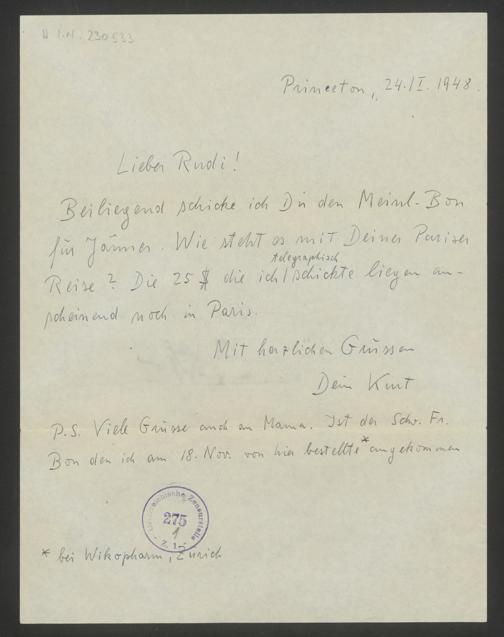 H I.N. 230533
Princeton, 24./I. 1948.
Lieber Rudi!
Beiliegend schicke ich Dir den Meinl-Bon
für Jänner. Wie steht es mit Deiner Pariser
telegraphisch
Reise? Die 25 $ die ich | schickte liegen an-
scheinend noch in Paris.
Mit herzlichen Grüssen
Dein Kurt
P.S. Viele Grüsse auch an Mama. Ist der Schw. Fr.
Bon den ich am 18. Nov. von hier bestellte* angekommen
Zensurstelle
275
1
* bei Wikopharm, Zürich